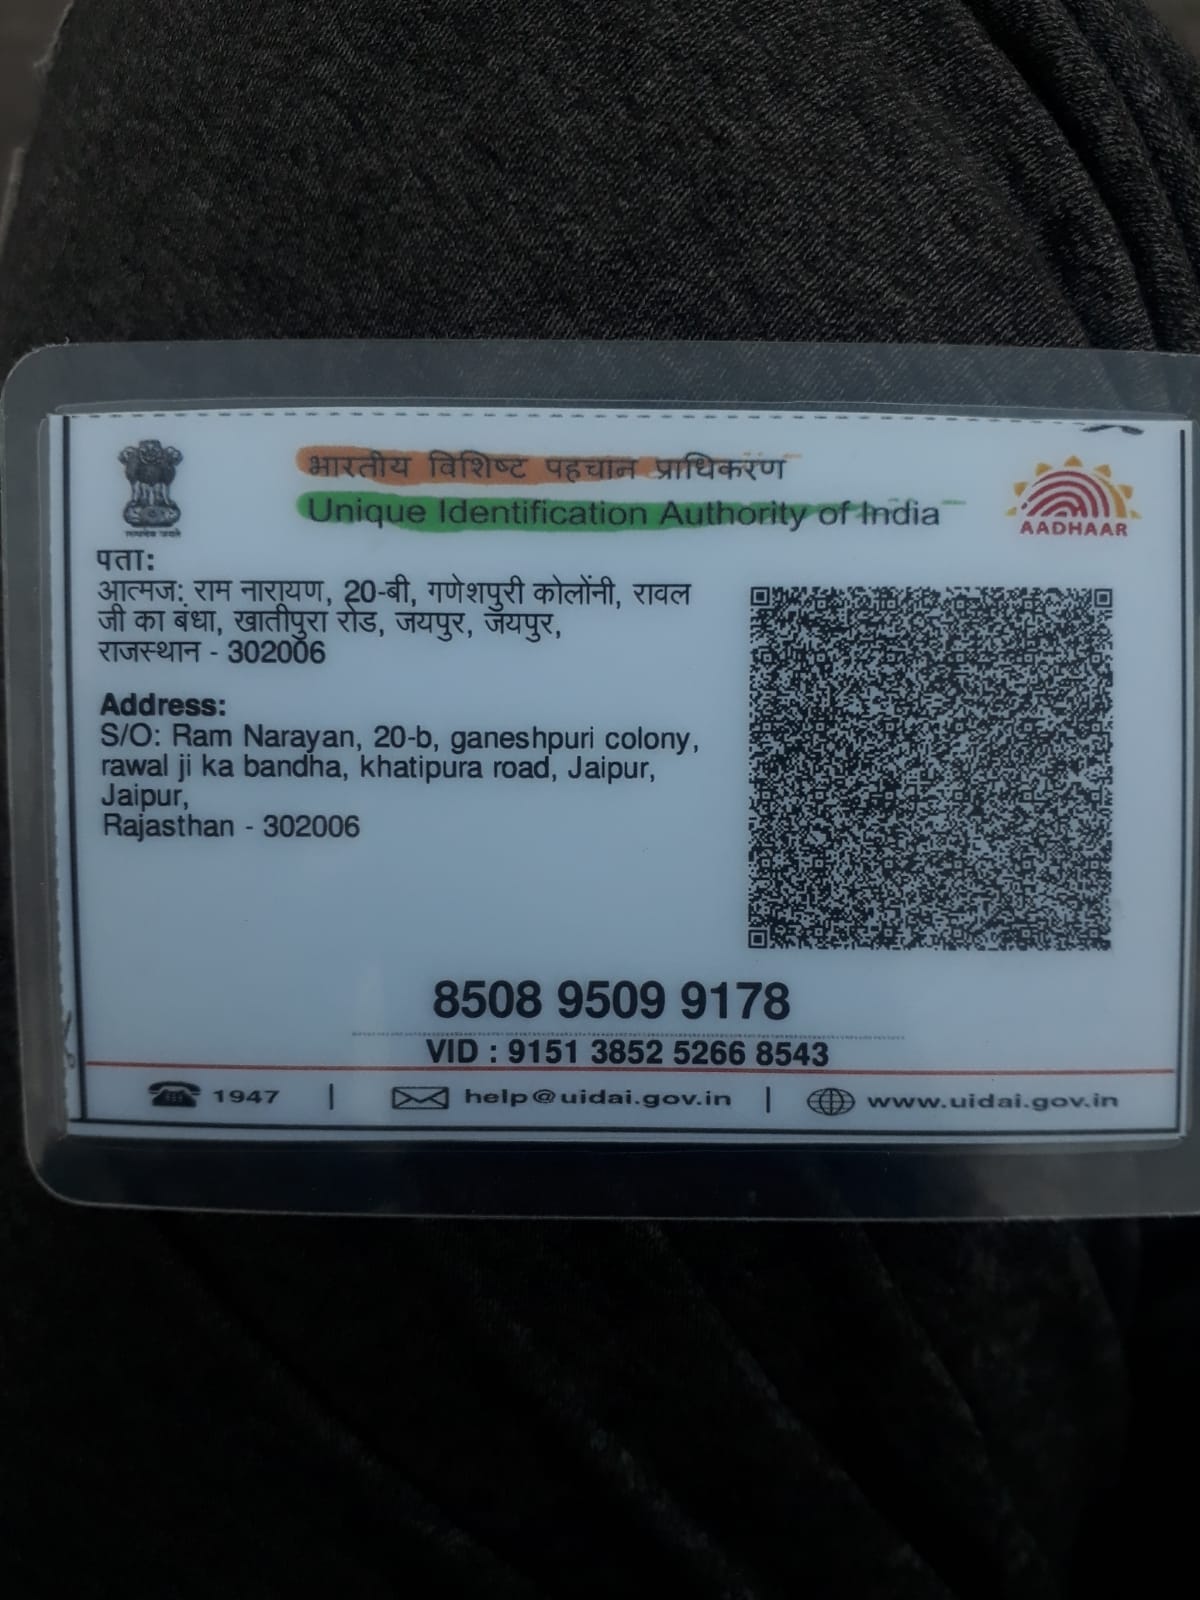 भारतीय विशिष्ट पहचान प्राधिकरण
Unique Identification Authority of India
AADHAAR
पता:
आत्मज: राम नारायण, 20-बी, गणेशपुरी कोलोंनी, रावल
जी का बंधा, खातीपुरा रोड, जयपुर, जयपुर,
राजस्थान - 302006
Address:
S/O: Ram Narayan, 20-b, ganeshpuri colony,
rawal ji ka bandha, khatipura road, Jaipur,
Jaipur,
Rajasthan - 302006
8508 9509 9178
VID : 9151 3852 5266 8543
1947 | help@uidai.gov.in | www.uidai.gov.in